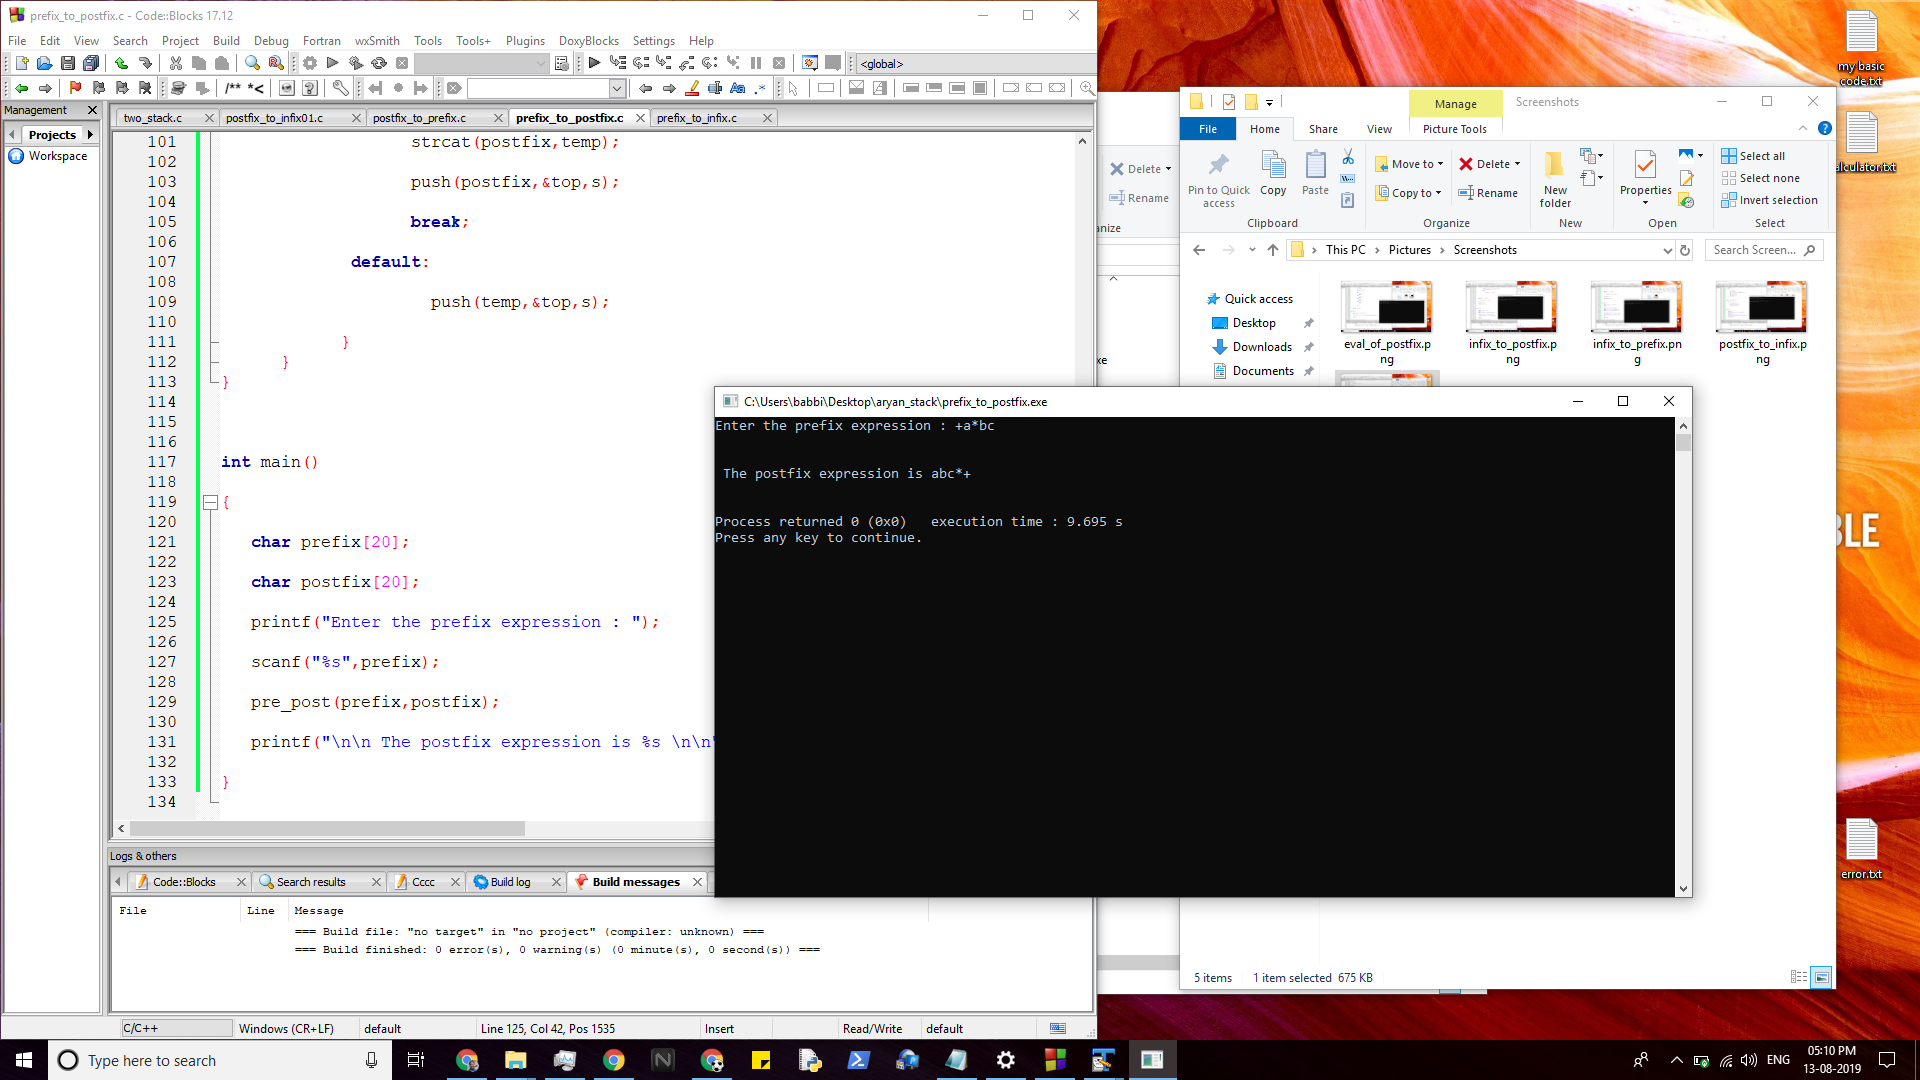 prefix_to_postfix.c - Code::Blocks 17.12
File Edit View Search Project Build Debug Fortran wxSmith Tools Tools+ Plugins DoxyBlocks Settings Help
<global>
/** *<
Management
Projects
Workspace
two_stack.c postfix_to_infix01.c postfix_to_prefix.c prefix_to_postfix.c prefix_to_infix.c
101 strcat(postfix,temp);
102
103 push(postfix,&top,s);
104
105 break;
106
107 default:
108
109 push(temp,&top,s);
110
111 }
112 }
113 }
114
115
116
117 int main()
118
119 {
120
121 char prefix[20];
122
123 char postfix[20];
124
125 printf("Enter the prefix expression : ");
126
127 scanf("%s",prefix);
128
129 pre_post(prefix,postfix);
130
131 printf("\n\n The postfix expression is %s \n\n"
132
133 }
134
Logs & others
Code::Blocks Search results Cccc Build log Build messages
File Line Message
=== Build file: "no target" in "no project" (compiler: unknown) ===
=== Build finished: 0 error(s), 0 warning(s) (0 minute(s), 0 second(s)) ===
C/C++ Windows (CR+LF) default Line 125, Col 42, Pos 1535 Insert Read/Write default
Delete
Rename
nize
xe
Manage Screenshots
File Home Share View Picture Tools
Pin to Quick access
Copy
Paste
Clipboard
Move to
Copy to
Delete
Rename
Organize
New folder
New
Properties
Open
Select all
Select none
Invert selection
Select
This PC Pictures Screenshots
Search Screen...
Quick access
Desktop
Downloads
Documents
eval_of_postfix.p
ng
infix_to_postfix.p
ng
infix_to_prefix.pn
g
postfix_to_infix.p
ng
5 items 1 item selected 675 KB
C:\Users\babbi\Desktop\aryan_stack\prefix_to_postfix.exe
Enter the prefix expression : +a*bc
The postfix expression is abc*+
Process returned 0 (0x0) execution time : 9.695 s
Press any key to continue.
my basic
code.txt
alculator.txt
BLE
error.txt
Type here to search
ENG
05:10 PM
13-08-2019